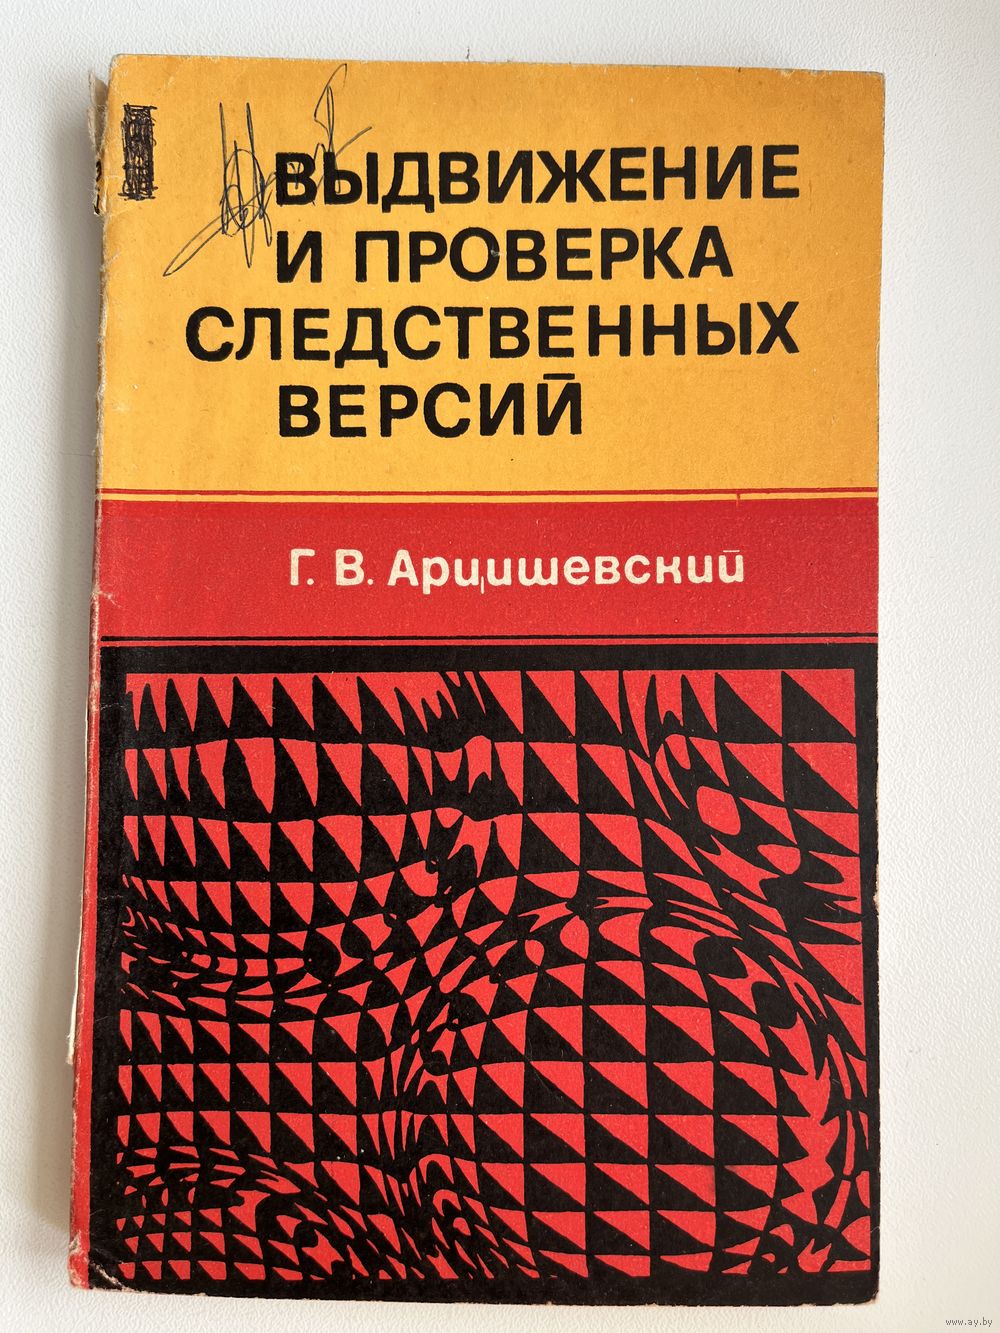 ВЫДВИЖЕНИЕ
И ПРОВЕРКА
СЛЕДСТВЕННЫХ
ВЕРСИЙ
Г. В. Арцишевский
www.ay.by